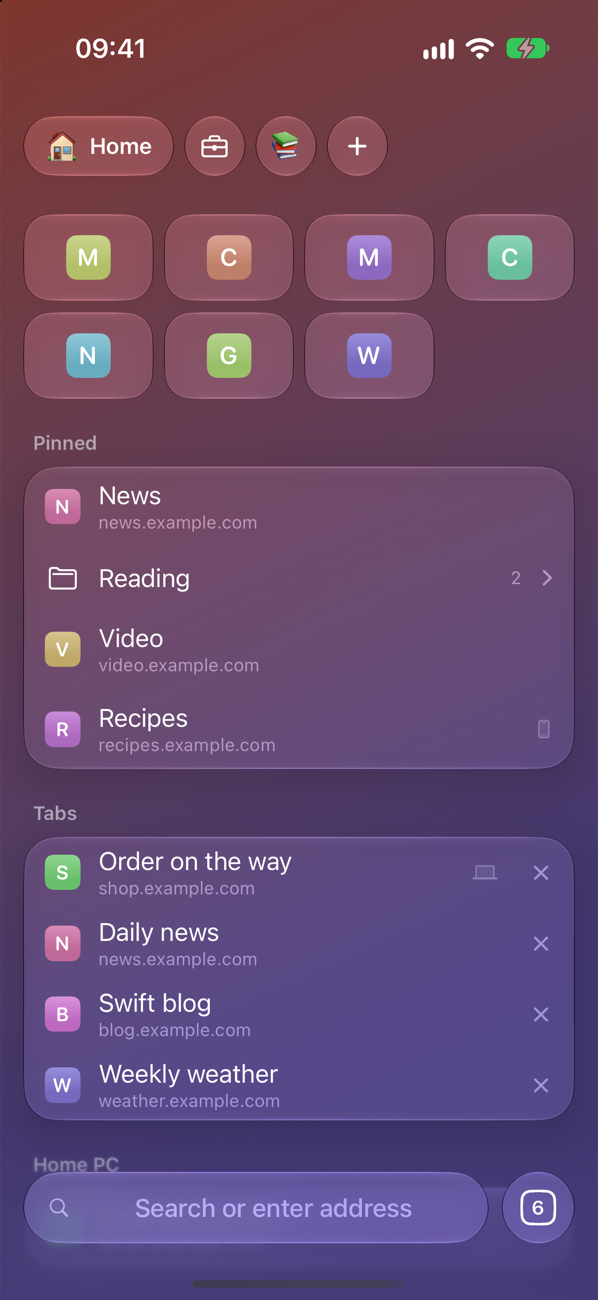 09:41
Home
M
C
M
C
N
G
W
Pinned
N
News
news.example.com
Reading
2
V
Video
video.example.com
R
Recipes
recipes.example.com
Tabs
S
Order on the way
shop.example.com
N
Daily news
news.example.com
B
Swift blog
blog.example.com
W
Weekly weather
weather.example.com
Home PC
Search or enter address
6